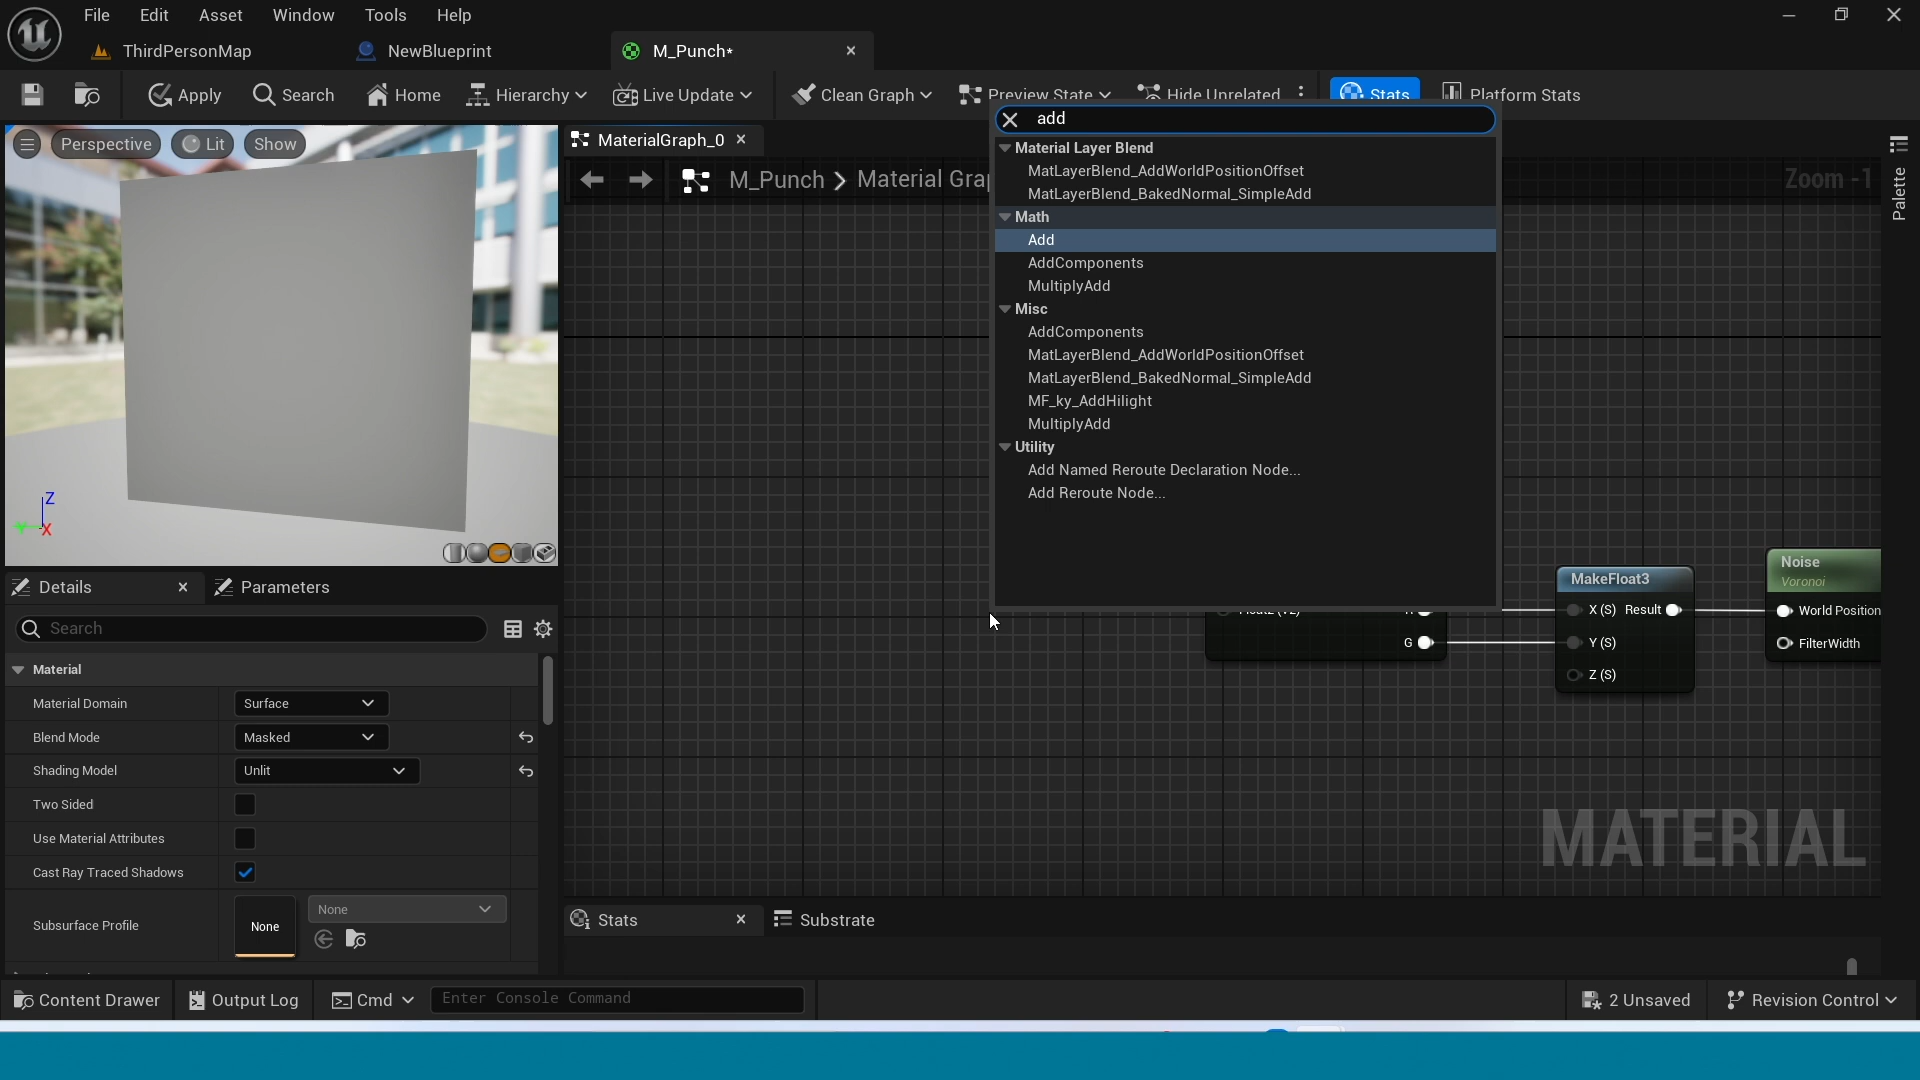 File Edit Asset Window Tools Help
ThirdPersonMap NewBlueprint M_Punch*
Apply Search Home Hierarchy Live Update Clean Graph Preview State Hide Unrelated Stats Platform Stats
Perspective Lit Show
MaterialGraph_0
M_Punch Material Grap
Zoom -1
Palette
add
Material Layer Blend
MatLayerBlend_AddWorldPositionOffset
MatLayerBlend_BakedNormal_SimpleAdd
Math
Add
AddComponents
MultiplyAdd
Misc
AddComponents
MatLayerBlend_AddWorldPositionOffset
MatLayerBlend_BakedNormal_SimpleAdd
MF_ky_AddHilight
MultiplyAdd
Utility
Add Named Reroute Declaration Node...
Add Reroute Node...
Z
Y X
Float2 (V2) R
G
MakeFloat3
X (S) Result
Y (S)
Z (S)
Noise
Voronoi
World Position
FilterWidth
MATERIAL
Details Parameters
Search
Material
Material Domain Surface
Blend Mode Masked
Shading Model Unlit
Two Sided
Use Material Attributes
Cast Ray Traced Shadows
Subsurface Profile None None
Stats Substrate
Content Drawer Output Log Cmd Enter Console Command 2 Unsaved Revision Control